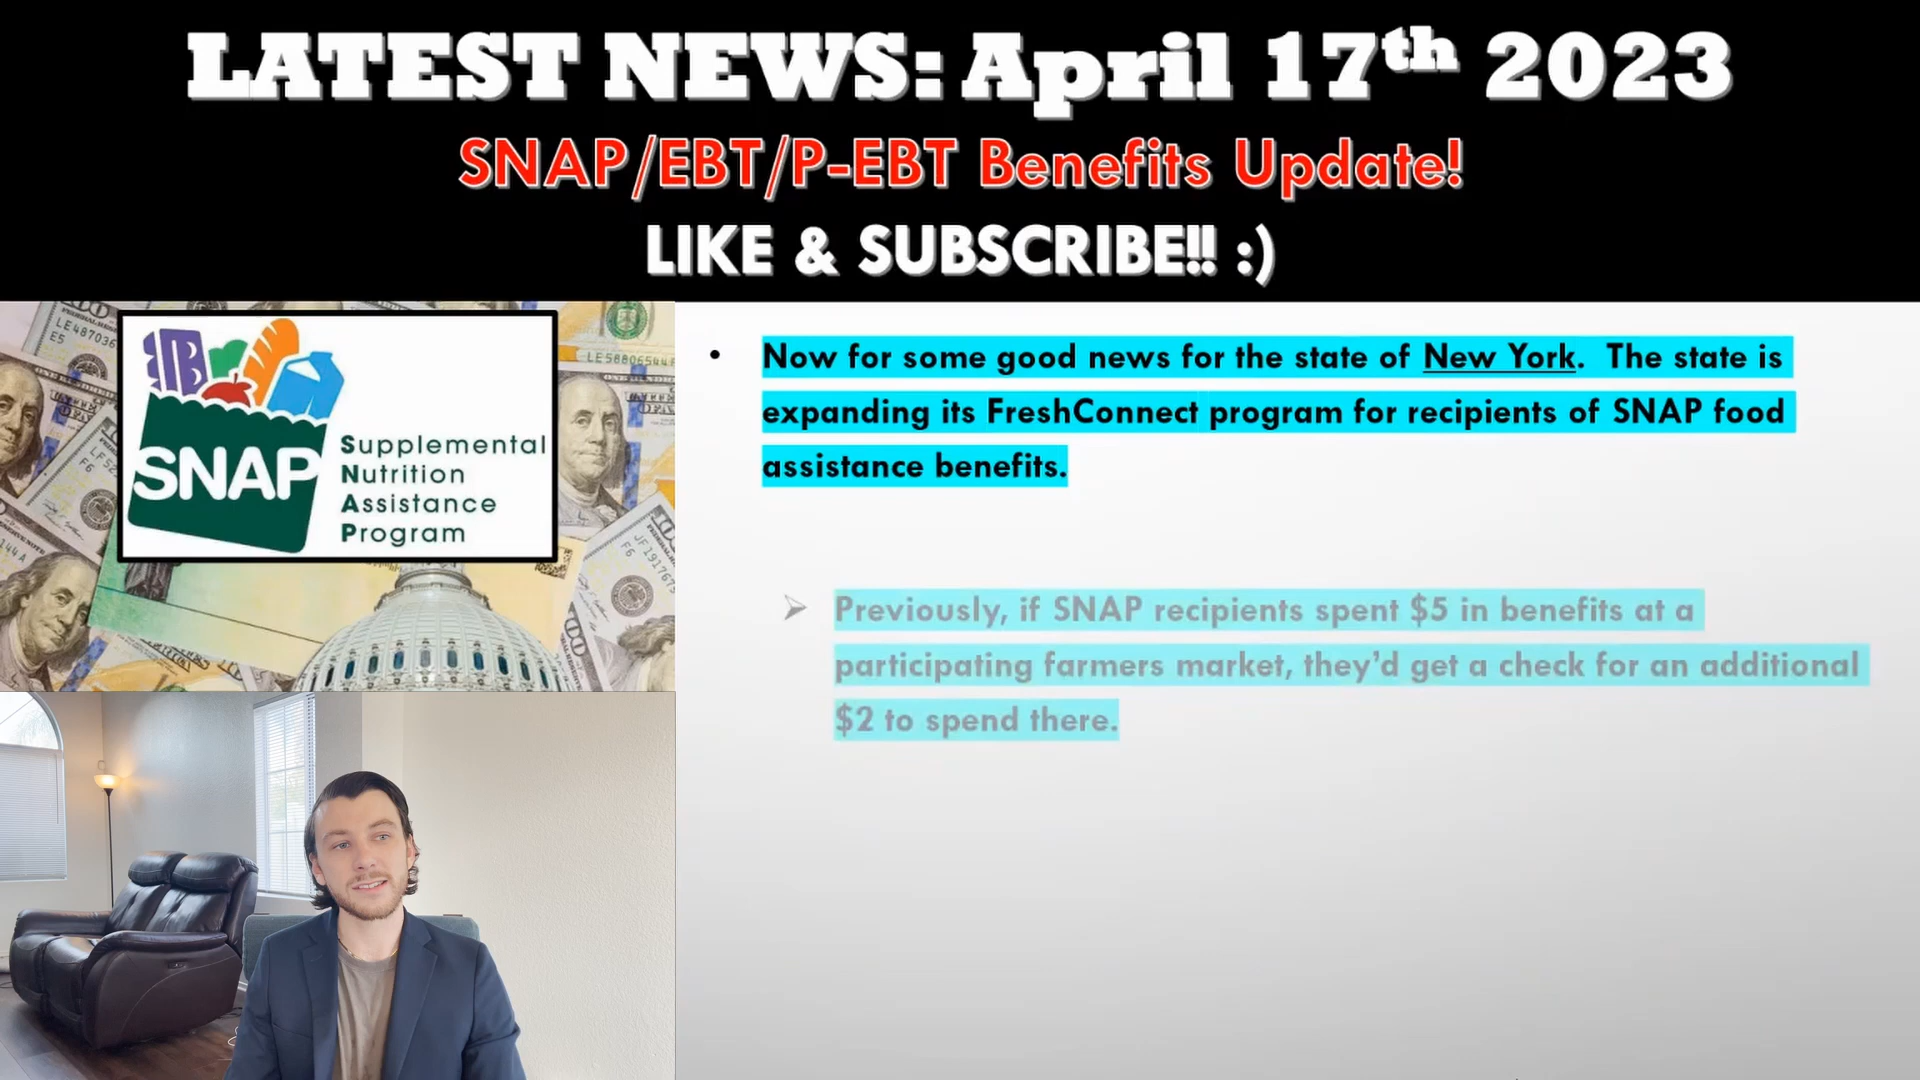 LATEST NEWS: April 17th 2023
SNAP/EBT/P-EBT Benefits Update!
LIKE & SUBSCRIBE!! :)
SNAP
Supplemental
Nutrition
Assistance
Program
• Now for some good news for the state of New York. The state is
expanding its FreshConnect program for recipients of SNAP food
assistance benefits.
➢ Previously, if SNAP recipients spent $5 in benefits at a
participating farmers market, they’d get a check for an additional
$2 to spend there.